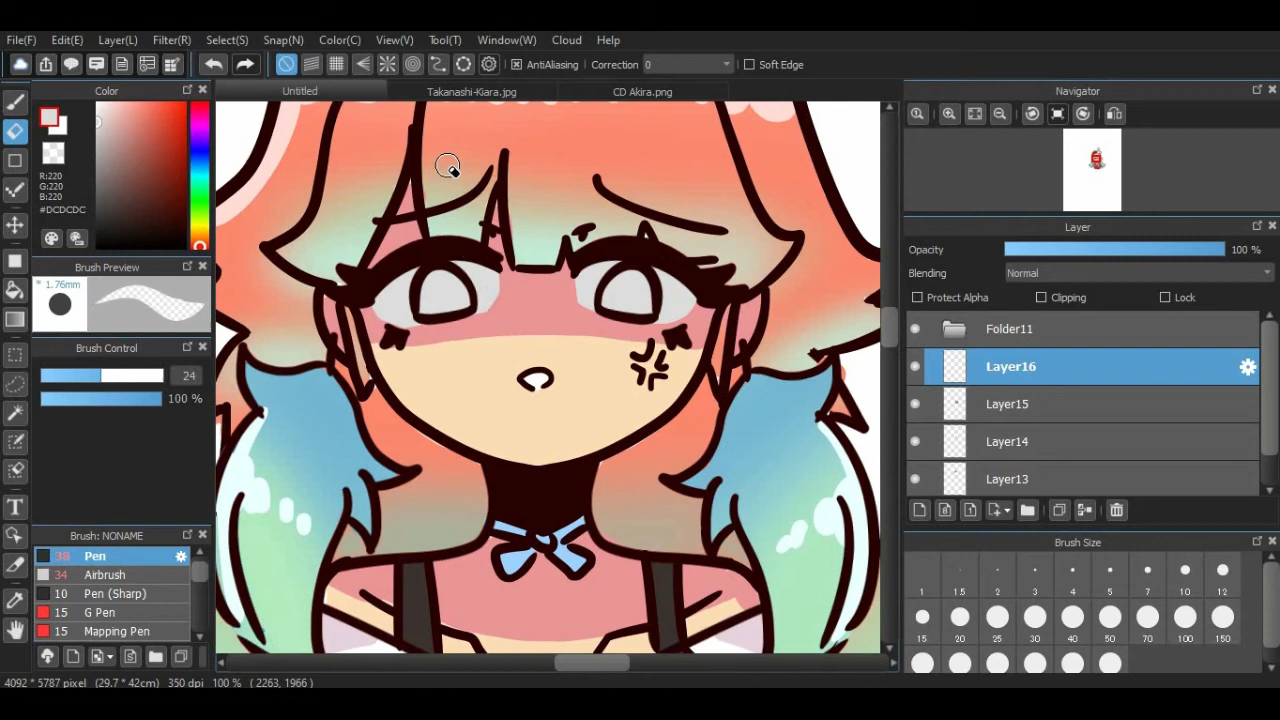 File(F) Edit(E) Layer(L) Filter(R) Select(S) Snap(N) Color(C) View(V) Tool(T) Window(W) Cloud Help
AntiAliasing Correction 0 Soft Edge
Color
Untitled Takanashi-Kiara.jpg CD Akira.png
Navigator
R:220
G:220
B:220
#DCDCDC
Brush Preview
* 1.76mm
Brush Control
24
100 %
Layer
Opacity 100 %
Blending Normal
Protect Alpha Clipping Lock
Folder11
Layer16
Layer15
Layer14
Layer13
Brush: NONAME
38 Pen
34 Airbrush
10 Pen (Sharp)
15 G Pen
15 Mapping Pen
Brush Size
1 1.5 2 3 4 5 7 10 12
15 20 25 30 40 50 70 100 150
4092 * 5787 pixel (29.7 * 42cm) 350 dpi 100 % ( 2263, 1966 )